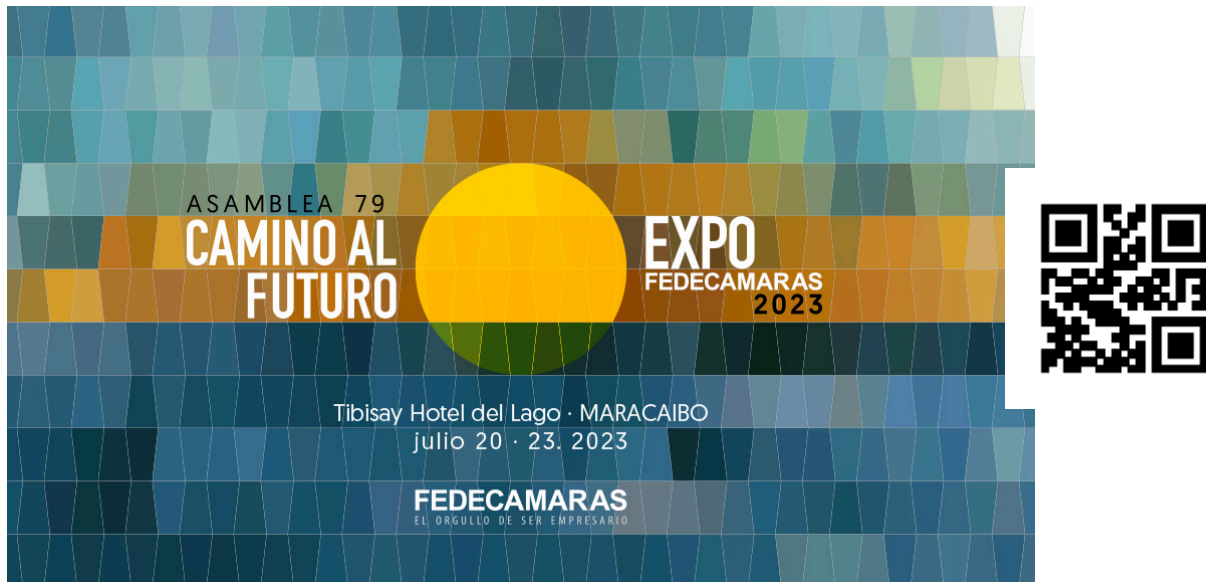 ASAMBLEA 79
CAMINO AL
FUTURO
EXPO
FEDECAMARAS
2023
Tibisay Hotel del Lago · MARACAIBO
julio 20 · 23. 2023
FEDECAMARAS
EL ORGULLO DE SER EMPRESARIO